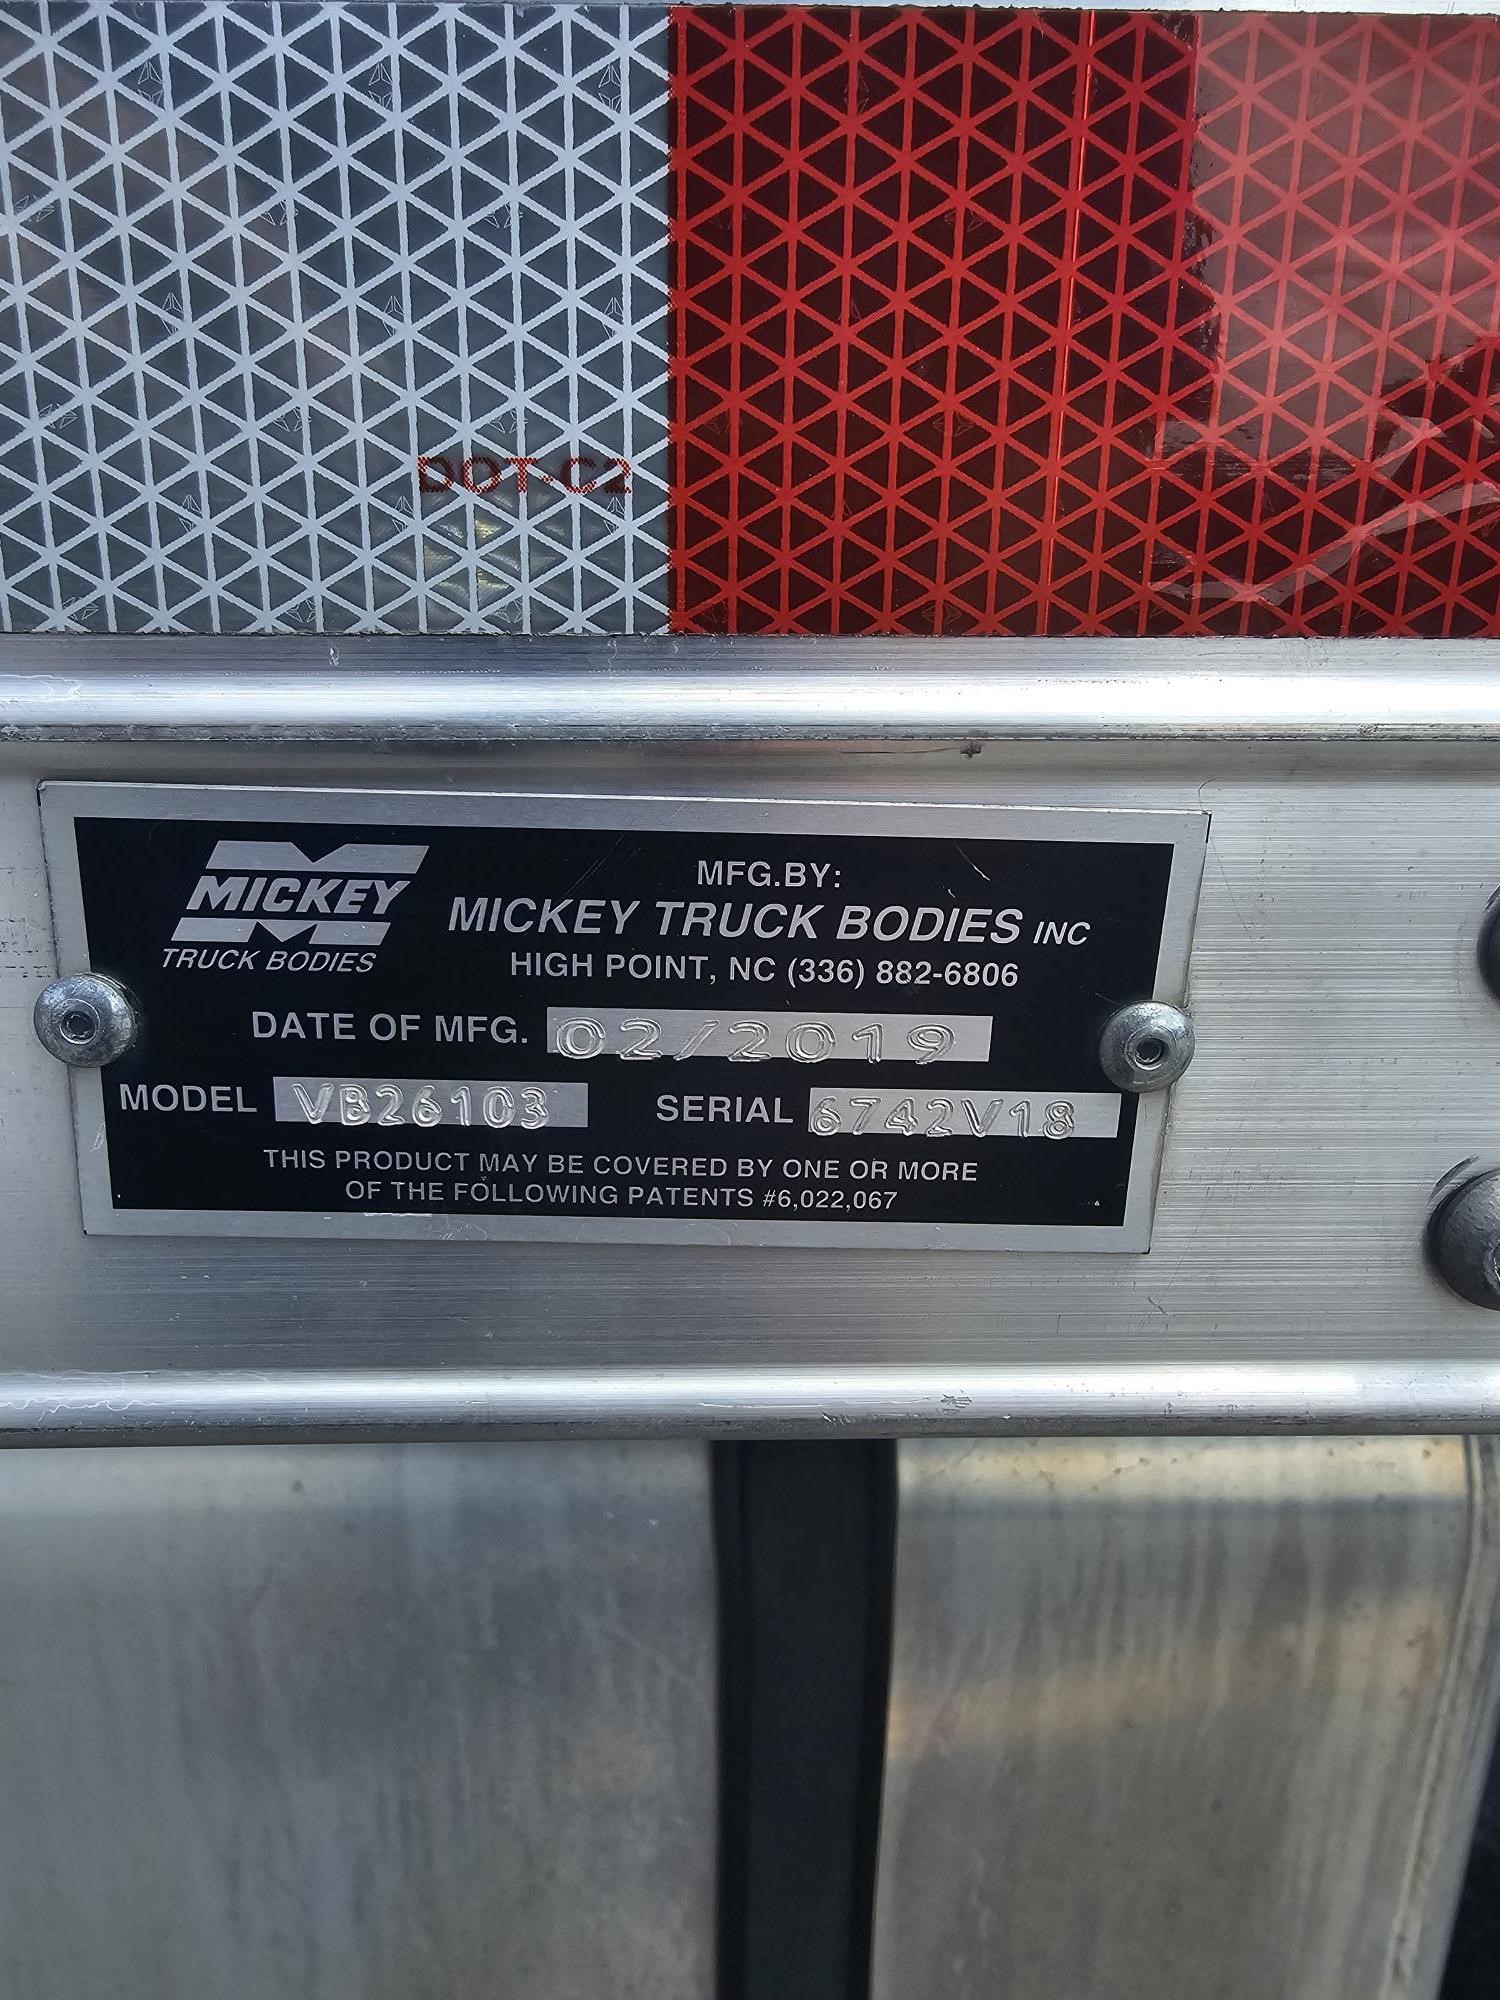 DOT-C2
MICKEY
TRUCK BODIES
MFG.BY:
MICKEY TRUCK BODIES INC
HIGH POINT, NC (336) 882-6806
DATE OF MFG. 02/2019
MODEL VB26103 SERIAL 6742V18
THIS PRODUCT MAY BE COVERED BY ONE OR MORE
OF THE FOLLOWING PATENTS #6,022,067